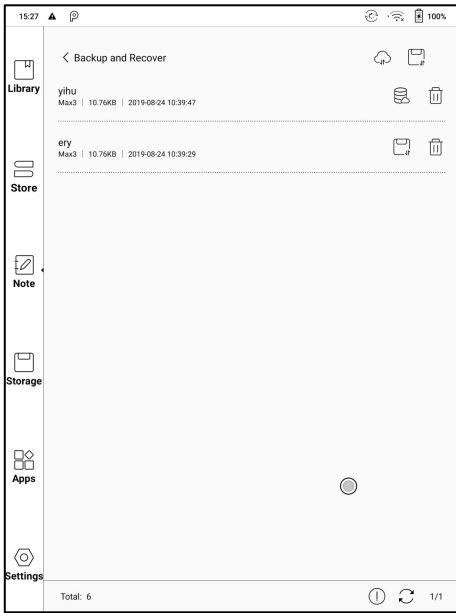 15:27
100%
Backup and Recover
Library
yihu
Max3 | 10.76KB | 2019-08-24 10:39:47
ery
Max3 | 10.76KB | 2019-08-24 10:39:29
Store
Note
Storage
Apps
Settings
Total: 6
1/1